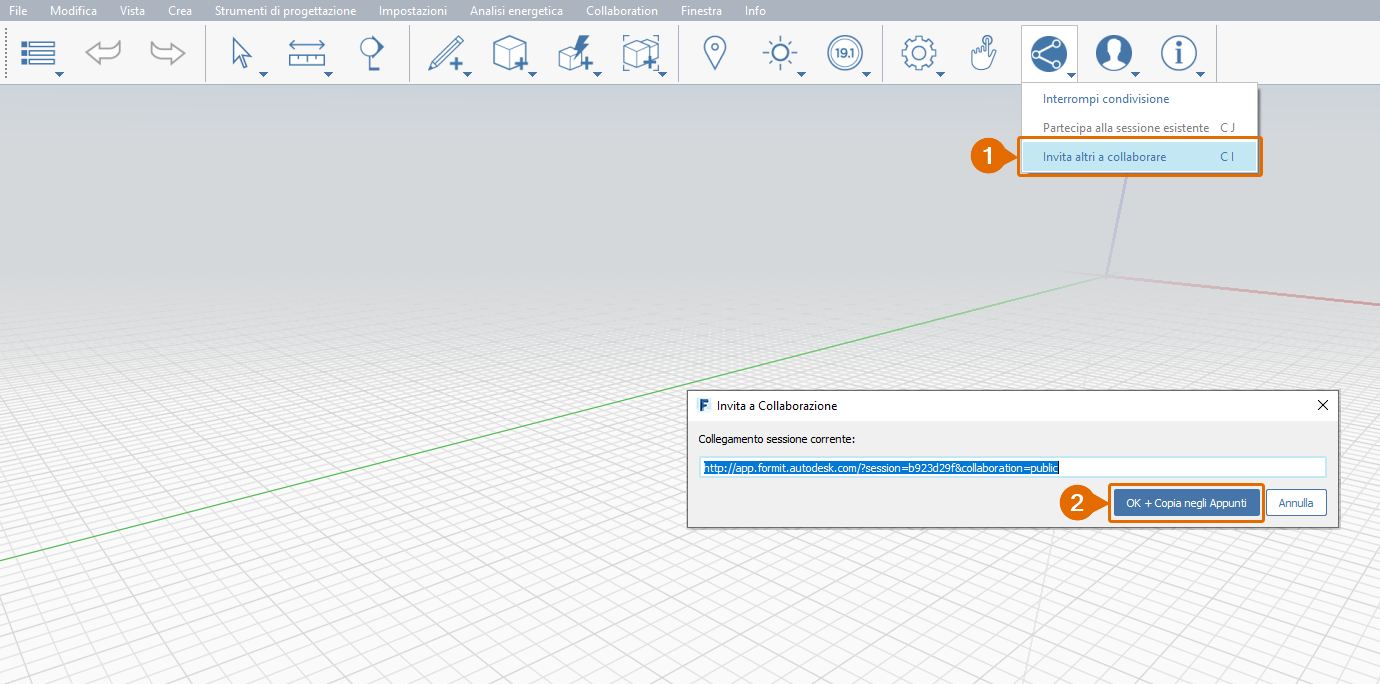 File Modifica Vista Crea Strumenti di progettazione Impostazioni Analisi energetica Collaboration Finestra Info
19.1
Interrompi condivisione
Partecipa alla sessione esistente C J
1 Invita altri a collaborare C I
F Invita a Collaborazione
Collegamento sessione corrente:
http://app.formit.autodesk.com/?session=b923d29f&collaboration=public
2 OK + Copia negli Appunti Annulla